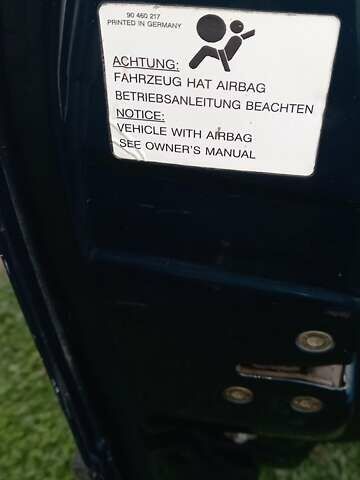 90 460 217
PRINTED IN GERMANY
ACHTUNG:
FAHRZEUG HAT AIRBAG
BETRIEBSANLEITUNG BEACHTEN
NOTICE:
VEHICLE WITH AIRBAG
SEE OWNER'S MANUAL